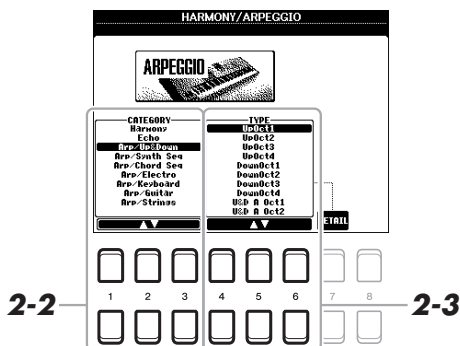 HARMONY/ARPEGGIO
ARPEGGIO
CATEGORY
Harmony
Echo
Arp/Up&Down
Arp/Synth Seq
Arp/Chord Seq
Arp/Electro
Arp/Keyboard
Arp/Guitar
Arp/Strings
TYPE
UpOct1
UpOct2
UpOct3
UpOct4
DownOct1
DownOct2
DownOct3
DownOct4
U&D A Oct1
U&D A Oct2
ETAIL
2-2
1 2 3 4 5 6 7 8
2-3